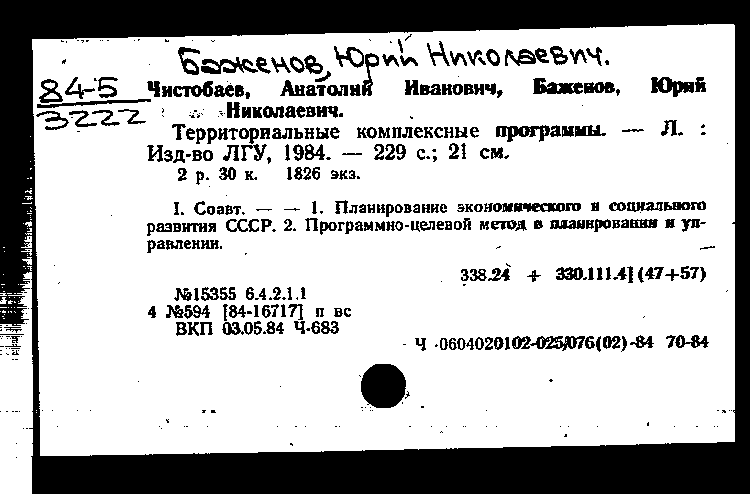 Баженов, Юрий Николаевич.
84-5
3222
Чистобаев, Анатолий Иванович, Баженов, Юрий
Николаевич.
Территориальные комплексные программы. — Л. :
Изд-во ЛГУ, 1984. — 229 с.; 21 см.
2 р. 30 к. 1826 экз.
I. Соавт. — — 1. Планирование экономического и социального
развития СССР. 2. Программно-целевой метод в планировании и уп-
равлении.
338.24 + 330.111.4](47+57)
№15355 6.4.2.1.1
4 №594 [84-16717] п вс
ВКП 03.05.84 Ч-683
Ч 0604020102-025/076(02)-84 70-84